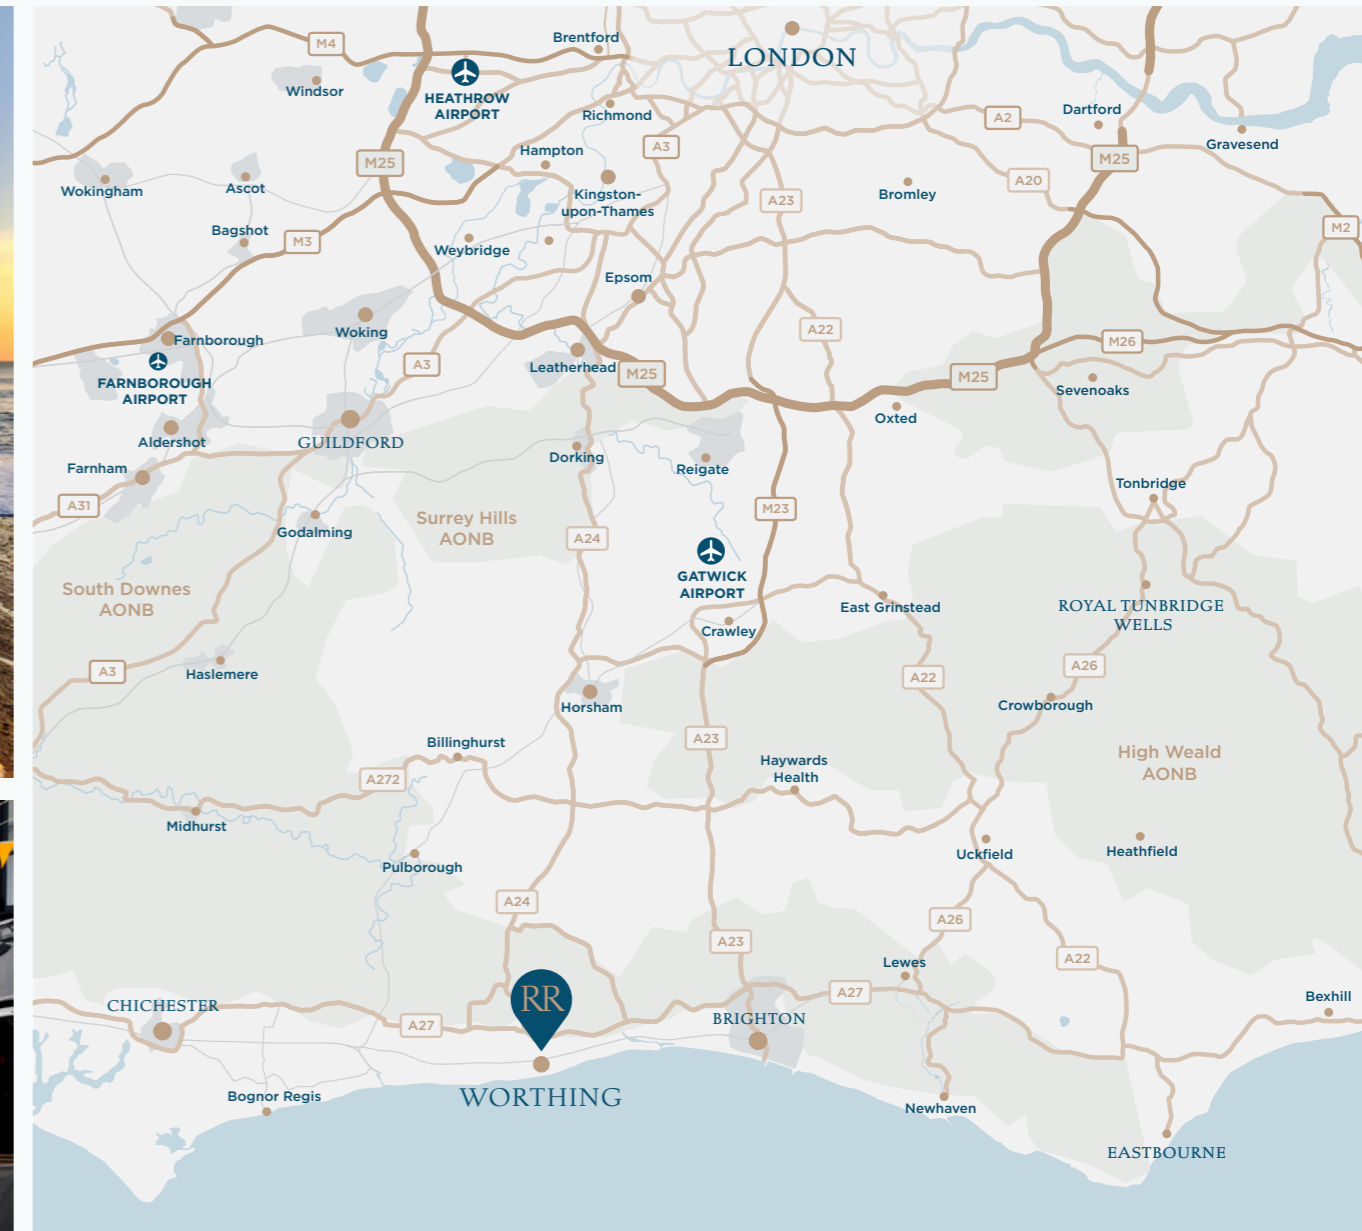 M4
Brentford
LONDON
Windsor
HEATHROW
AIRPORT
Richmond
A2
Dartford
Gravesend
M25
Hampton
A3
M25
Wokingham
Ascot
Kingston-
upon-Thames
A23
Bromley
A20
Bagshot
M3
Weybridge
M2
Epsom
Farnborough
Woking
A22
M26
FARNBOROUGH
AIRPORT
A3
Leatherhead
M25
M25
Sevenoaks
Aldershot
GUILDFORD
Oxted
Farnham
Dorking
Reigate
Tonbridge
A31
Godalming
Surrey Hills
AONB
A24
M23
South Downes
AONB
GATWICK
AIRPORT
East Grinstead
ROYAL TUNBRIDGE
WELLS
Crawley
A3
Haslemere
A22
A26
Horsham
Crowborough
Billinghurst
A23
A272
Haywards
Health
High Weald
AONB
Midhurst
Pulborough
Uckfield
Heathfield
A24
A23
A26
A22
Lewes
RR
A27
CHICHESTER
A27
BRIGHTON
Bexhill
Bognor Regis
WORTHING
Newhaven
EASTBOURNE